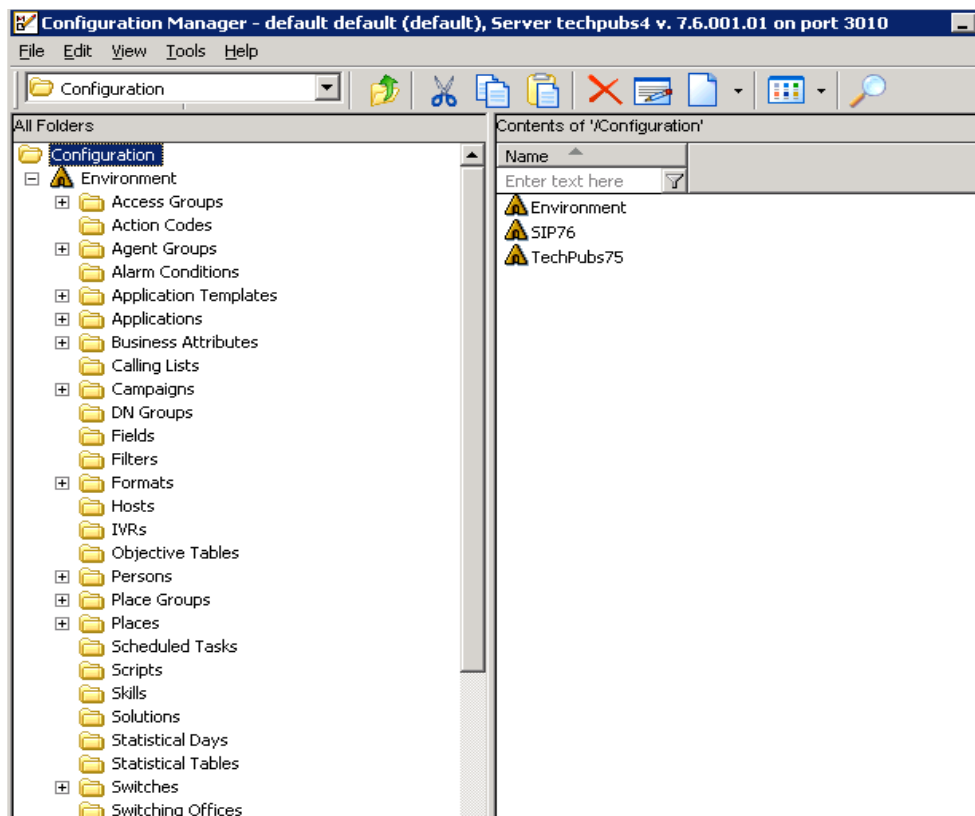 Configuration Manager - default default (default), Server techpubs4 v. 7.6.001.01 on port 3010
File Edit View Tools Help
Configuration
All Folders
Configuration
Environment
Access Groups
Action Codes
Agent Groups
Alarm Conditions
Application Templates
Applications
Business Attributes
Calling Lists
Campaigns
DN Groups
Fields
Filters
Formats
Hosts
IVRs
Objective Tables
Persons
Place Groups
Places
Scheduled Tasks
Scripts
Skills
Solutions
Statistical Days
Statistical Tables
Switches
Switching Offices
Contents of '/Configuration'
Name
Enter text here
Environment
SIP76
TechPubs75